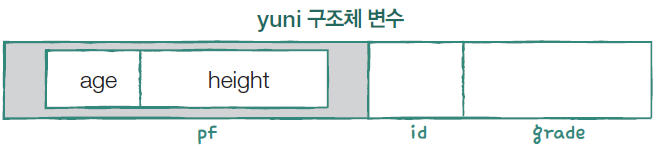 yuni 구조체 변수
age height
pf id grade